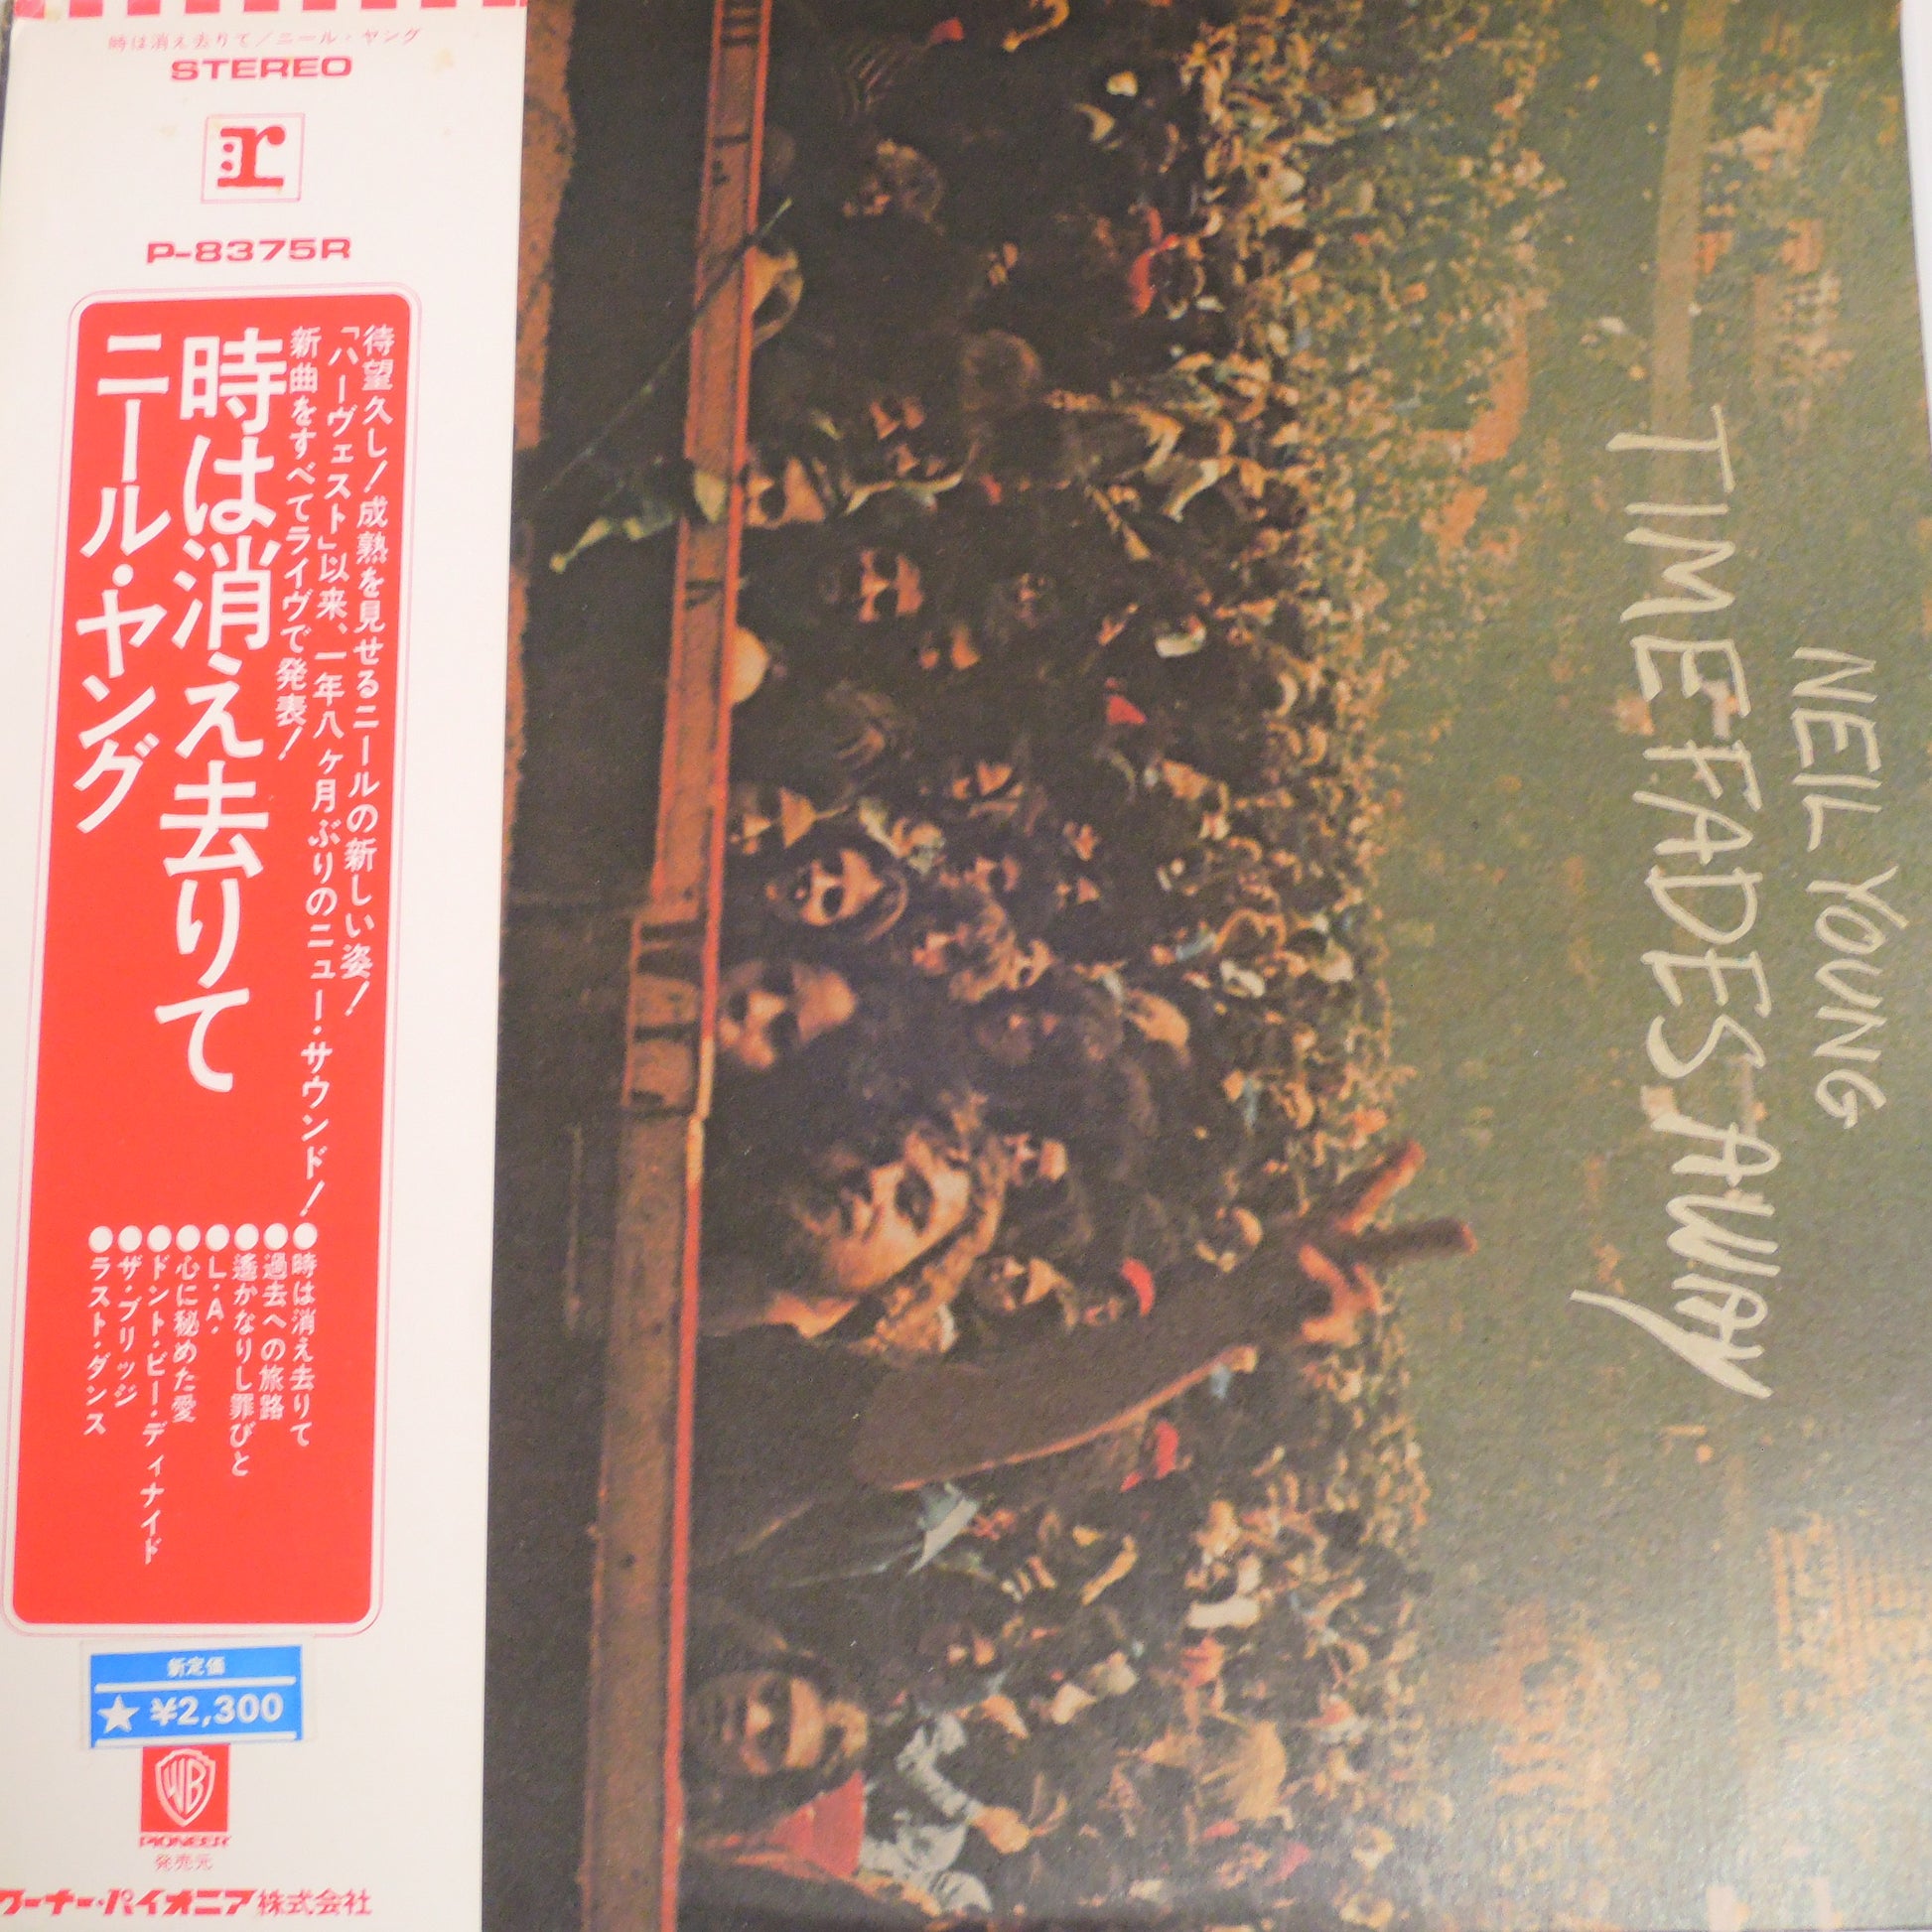 時は消え去りて／ニール・ヤング
STEREO
r
P-8375R
待望久し！成熟を見せるニールの新しい姿！
「ハーヴェスト」以来、一年八ヶ月ぶりのニュー・サウンド！
新曲をすべてライヴで発表！
時は消え去りて
ニール・ヤング
●時は消え去りて
●過去への旅路
●遙かなりし罪びと
●L.A.
●心に秘めた愛
●ドント・ビー・ディナイド
●ザ・ブリッジ
●ラスト・ダンス
新定価
★ ¥2,300
WB
PIONEER
発売元
ワーナー・パイオニア株式会社
NEIL YOUNG
TIME FADES AWAY